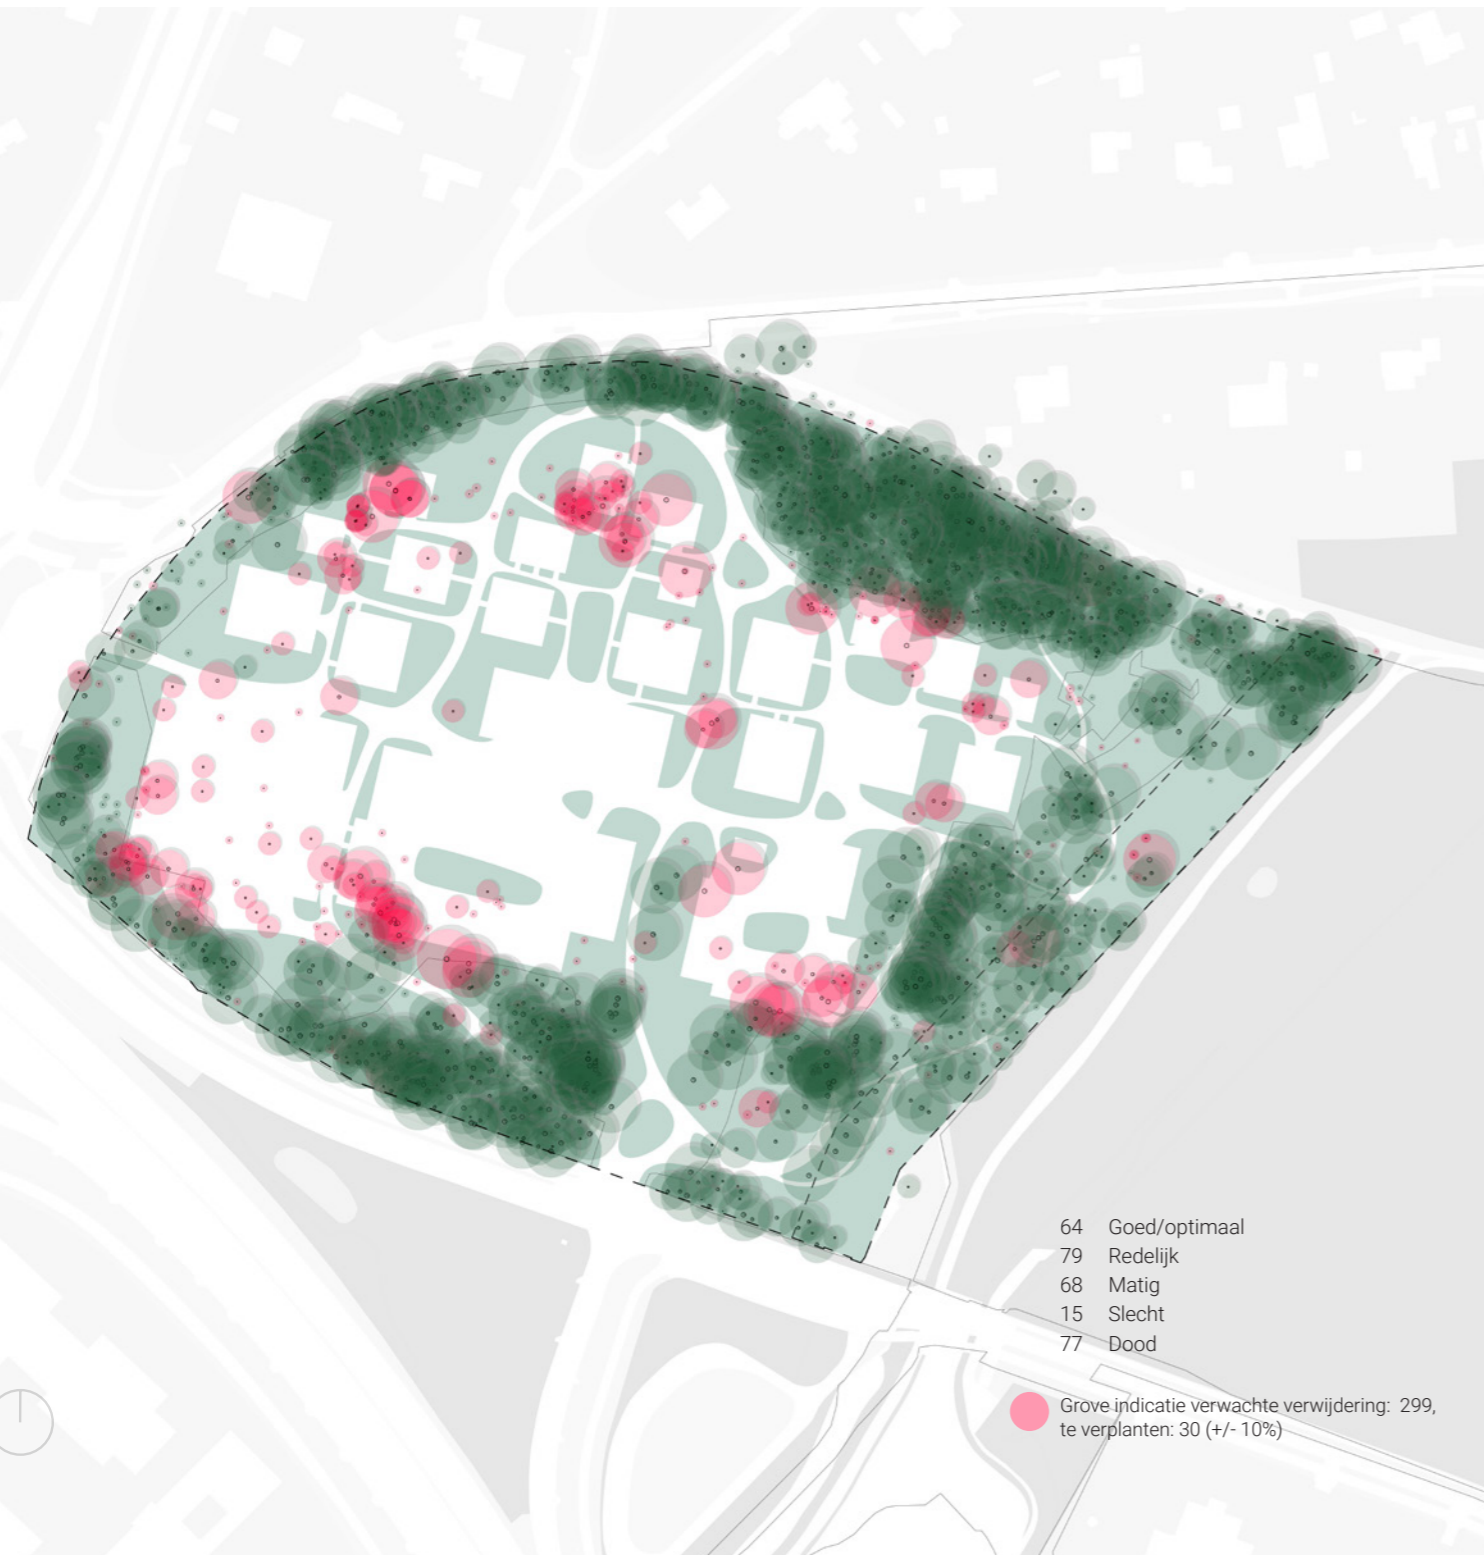 64 Goed/optimaal
79 Redelijk
68 Matig
15 Slecht
77 Dood
Grove indicatie verwachte verwijdering: 299,
te verplanten: 30 (+/- 10%)